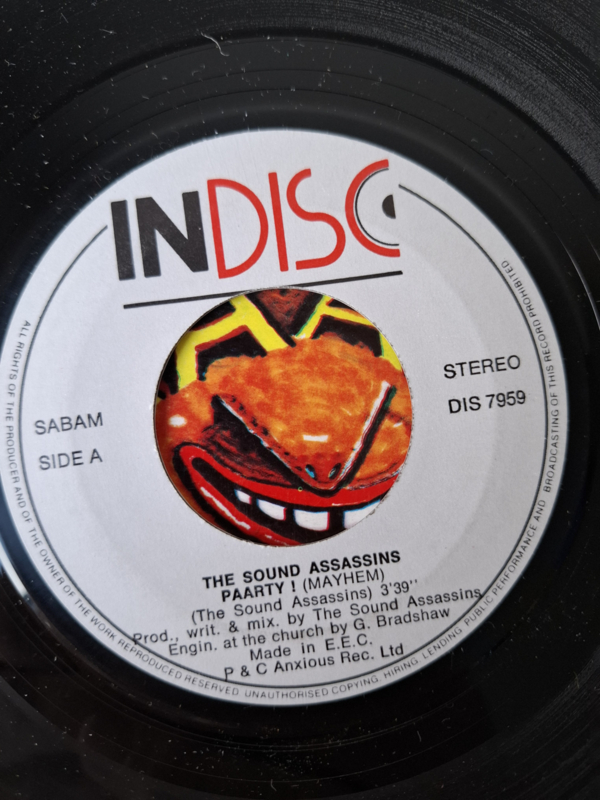 INDISC
STEREO
DIS 7959
SABAM
SIDE A
THE SOUND ASSASSINS
PAARTY ! (MAYHEM)
(The Sound Assassins) 3'39''
Prod., writ. & mix. by The Sound Assassins
Engin. at the church by G. Bradshaw
Made in E.E.C.
P & C Anxious Rec. Ltd
ALL RIGHTS OF THE PRODUCER AND OF THE OWNER OF THE WORK REPRODUCED RESERVED UNAUTHORISED COPYING, HIRING, LENDING, PUBLIC PERFORMANCE AND BROADCASTING OF THIS RECORD PROHIBITED